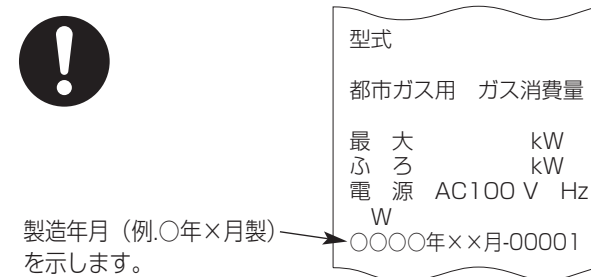 型式
都市ガス用　ガス消費量
最　大　　　　　　kW
ふ　ろ　　　　　　kW
電　源　AC100 V　Hz
W
○○○○年××月-00001
製造年月（例.○年×月製）
を示します。